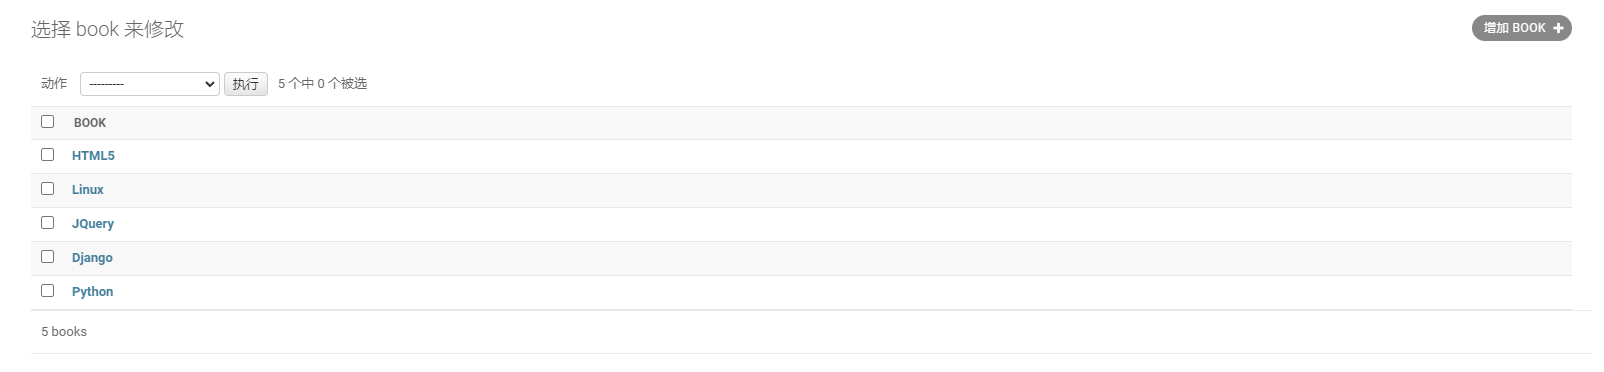 选择 book 来修改
增加 BOOK
动作 --------- 执行 5 个中 0 个被选
BOOK
HTML5
Linux
JQuery
Django
Python
5 books